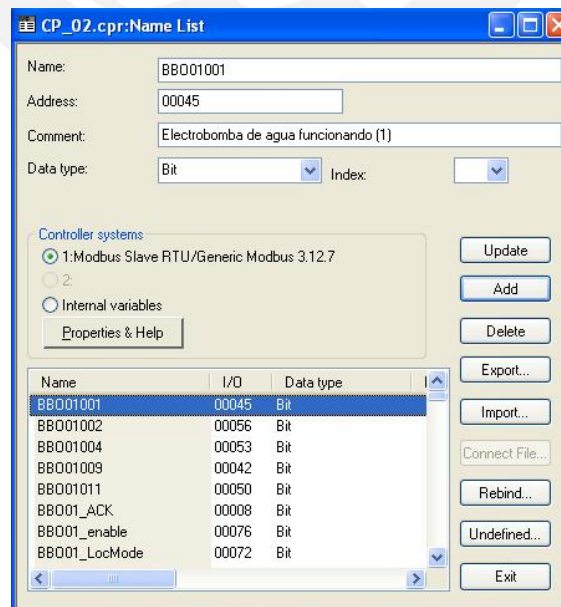 CP_02.cpr:Name List
Name: BBO01001
Address: 00045
Comment: Electrobomba de agua funcionando (1)
Data type: Bit Index:
Controller systems
1:Modbus Slave RTU/Generic Modbus 3.12.7
2:
Internal variables
Properties & Help
Update
Add
Delete
Export...
Import...
Connect File...
Rebind...
Undefined...
Exit
Name I/O Data type
BBO01001 00045 Bit
BBO01002 00056 Bit
BBO01004 00053 Bit
BBO01009 00042 Bit
BBO01011 00050 Bit
BBO01_ACK 00008 Bit
BBO01_enable 00076 Bit
BBO01_LocMode 00072 Bit